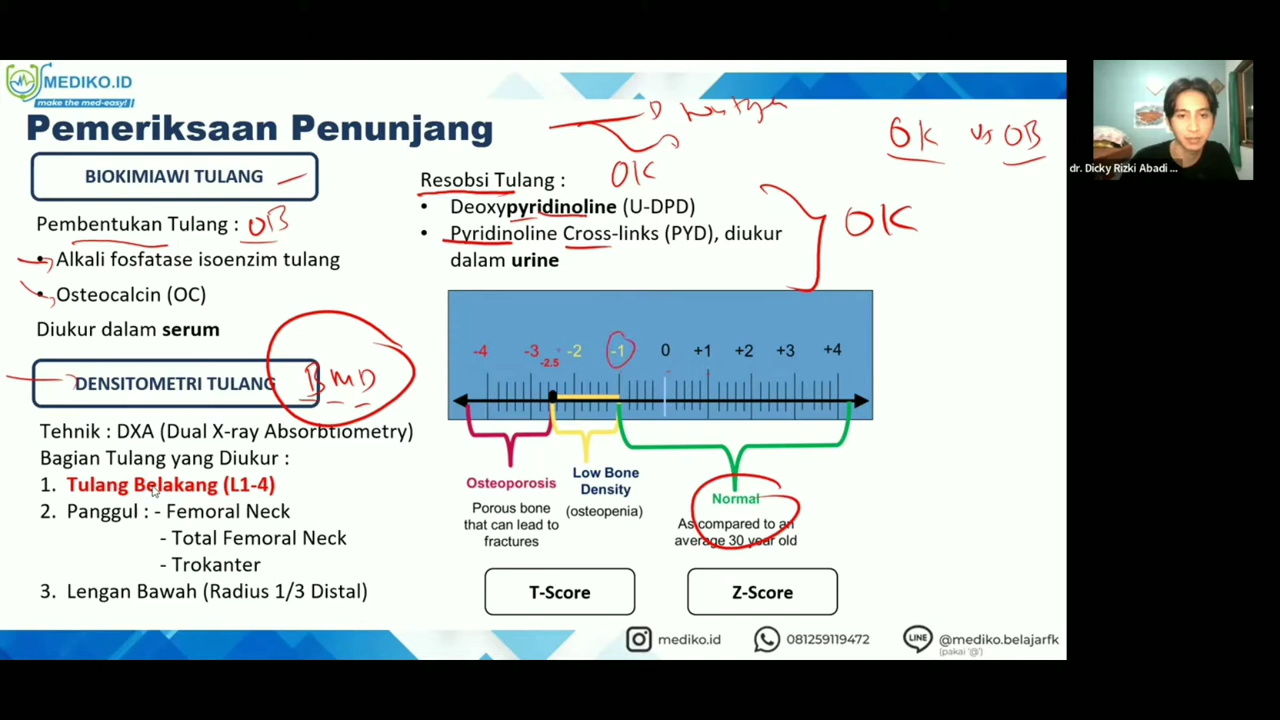 MEDIKO.ID
make the med-easy!
Pemeriksaan Penunjang
OK vs OB
dr. Dicky Rizki Abadi ...
BIOKIMIAWI TULANG
Pembentukan Tulang : OB
Alkali fosfatase isoenzim tulang
Osteocalcin (OC)
Diukur dalam serum
OK
Resobsi Tulang :
• Deoxypyridinoline (U-DPD)
• Pyridinoline Cross-links (PYD), diukur
dalam urine
OK
DENSITOMETRI TULANG
BMD
Tehnik : DXA (Dual X-ray Absorbtiometry)
Bagian Tulang yang Diukur :
1. Tulang Belakang (L1-4)
2. Panggul : - Femoral Neck
- Total Femoral Neck
- Trokanter
3. Lengan Bawah (Radius 1/3 Distal)
-4 -3 -2.5 -2 -1 0 +1 +2 +3 +4
Osteoporosis
Porous bone
that can lead to
fractures
Low Bone
Density
(osteopenia)
Normal
As compared to an
average 30 year old
T-Score
Z-Score
mediko.id
081259119472
LINE
@mediko.belajarfk
(pakai '@')